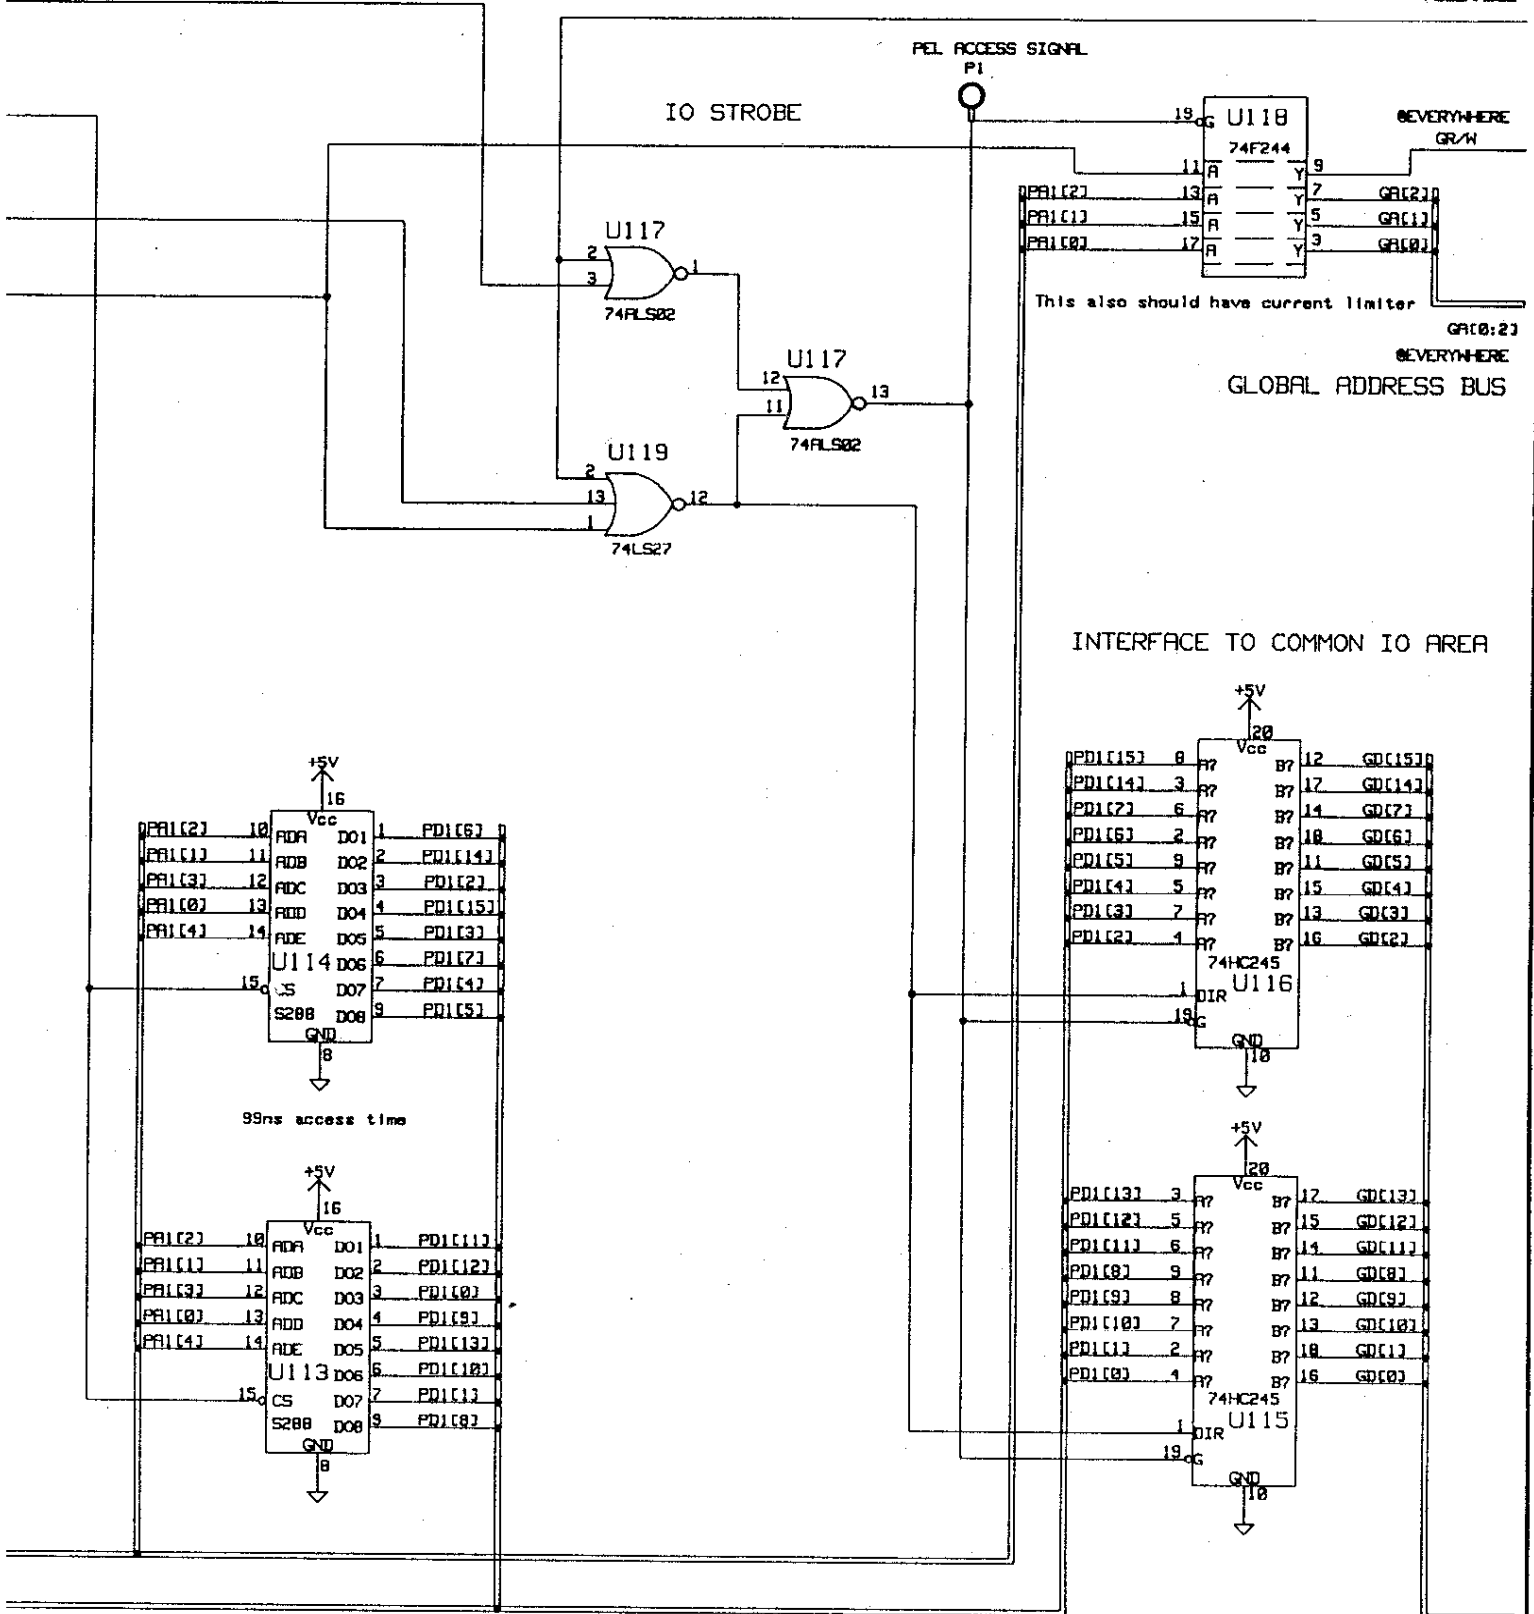 PEL ACCESS SIGNAL
P1
IO STROBE
19 G U118
74F244
@EVERYWHERE
GR/W
11 A Y 9
PA1[2] 13 A Y 7 GA[2]
PA1[1] 15 A Y 5 GA[1]
PA1[0] 17 A Y 3 GA[0]
This also should have current limiter
GA[0:2]
@EVERYWHERE
GLOBAL ADDRESS BUS
U117
2
3
1
74ALS02
U117
12
11
13
74ALS02
U119
2
13
1
12
74LS27
INTERFACE TO COMMON IO AREA
+5V
20
Vcc
PD1[15] 8 A? B? 12 GD[15]
PD1[14] 3 A? B? 17 GD[14]
PD1[7] 6 A? B? 14 GD[7]
PD1[6] 2 A? B? 18 GD[6]
PD1[5] 9 A? B? 11 GD[5]
PD1[4] 5 A? B? 15 GD[4]
PD1[3] 7 A? B? 13 GD[3]
PD1[2] 4 A? B? 16 GD[2]
74HC245
U116
1 DIR
19 G
GND
10
+5V
16
Vcc
PA1[2] 10 ADA DO1 1 PD1[6]
PA1[1] 11 ADB DO2 2 PD1[14]
PA1[3] 12 ADC DO3 3 PD1[2]
PA1[0] 13 ADD DO4 4 PD1[15]
PA1[4] 14 ADE DO5 5 PD1[3]
U114 DO6 6 PD1[7]
15 CS DO7 7 PD1[4]
S288 DO8 9 PD1[5]
GND
8
99ns access time
+5V
16
Vcc
PA1[2] 10 ADA DO1 1 PD1[11]
PA1[1] 11 ADB DO2 2 PD1[12]
PA1[3] 12 ADC DO3 3 PD1[0]
PA1[0] 13 ADD DO4 4 PD1[9]
PA1[4] 14 ADE DO5 5 PD1[13]
U113 DO6 6 PD1[10]
15 CS DO7 7 PD1[1]
S288 DO8 9 PD1[8]
GND
8
+5V
20
Vcc
PD1[13] 3 A? B? 17 GD[13]
PD1[12] 5 A? B? 15 GD[12]
PD1[11] 6 A? B? 14 GD[11]
PD1[8] 9 A? B? 11 GD[8]
PD1[9] 8 A? B? 12 GD[9]
PD1[10] 7 A? B? 13 GD[10]
PD1[1] 2 A? B? 18 GD[1]
PD1[0] 4 A? B? 16 GD[0]
74HC245
U115
1 DIR
19 G
GND
10